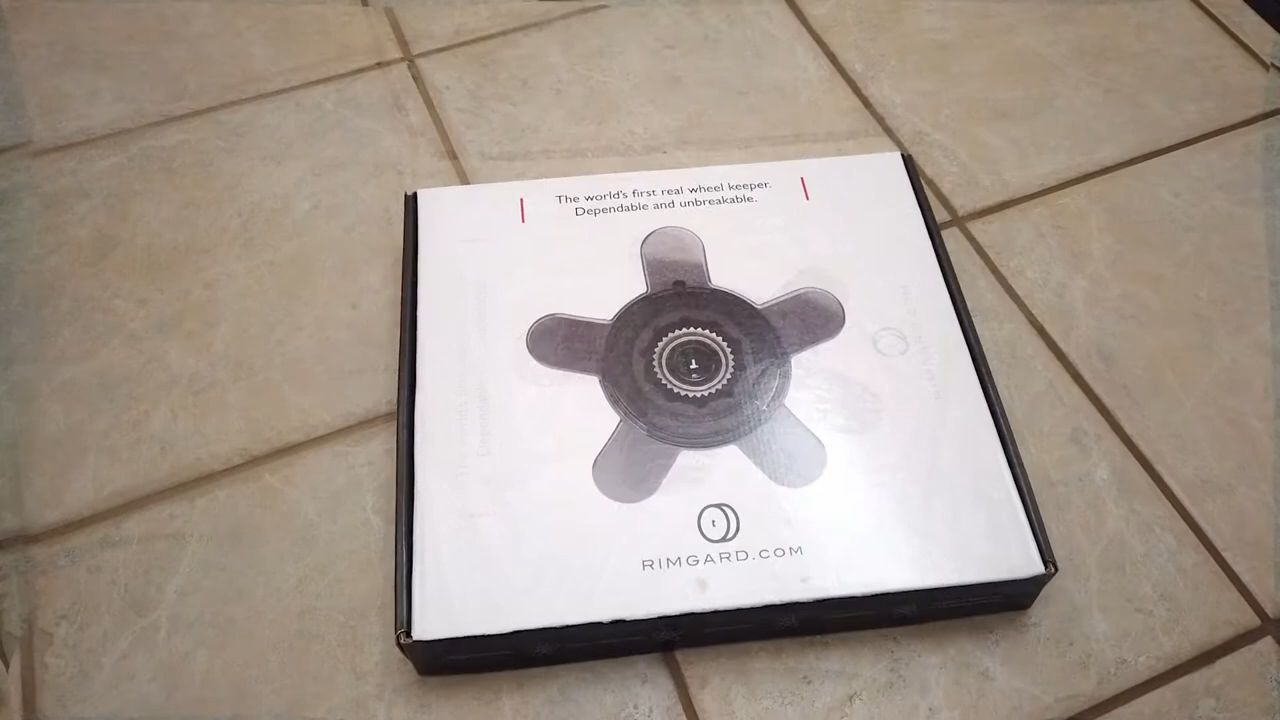 The world's first real wheel keeper.
Dependable and unbreakable.
t
RIMGARD.COM